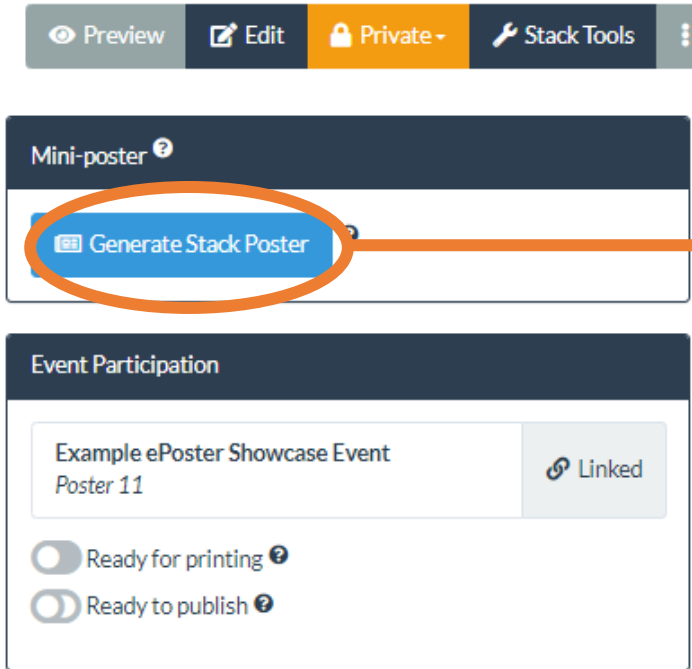 Preview Edit Private Stack Tools
Mini-poster ?
Generate Stack Poster ?
Event Participation
Example ePoster Showcase Event
Poster 11
Linked
Ready for printing ?
Ready to publish ?